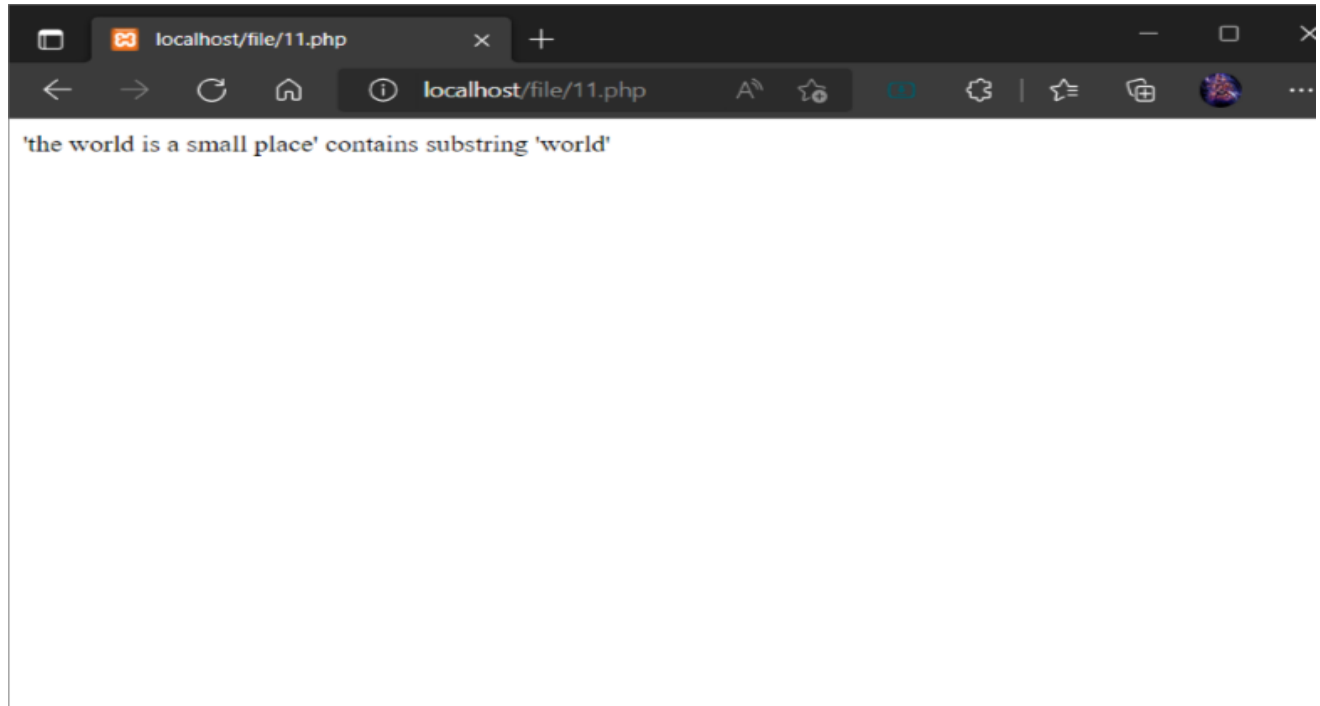 localhost/file/11.php
localhost/file/11.php
'the world is a small place' contains substring 'world'